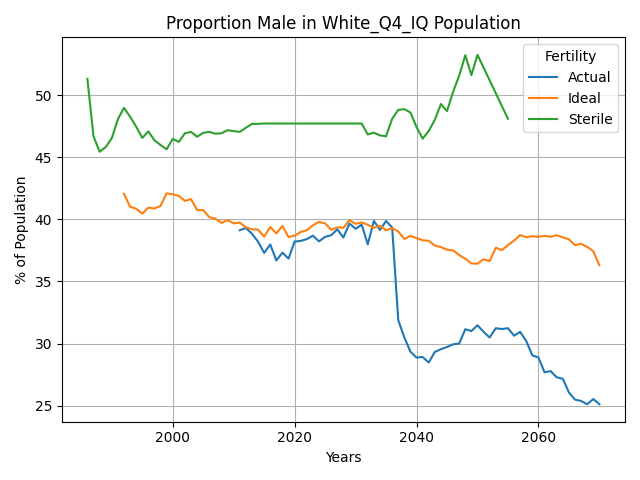 Proportion Male in White_Q4_IQ Population
% of Population
50
45
40
35
30
25
Fertility
Actual
Ideal
Sterile
2000
2020
2040
2060
Years